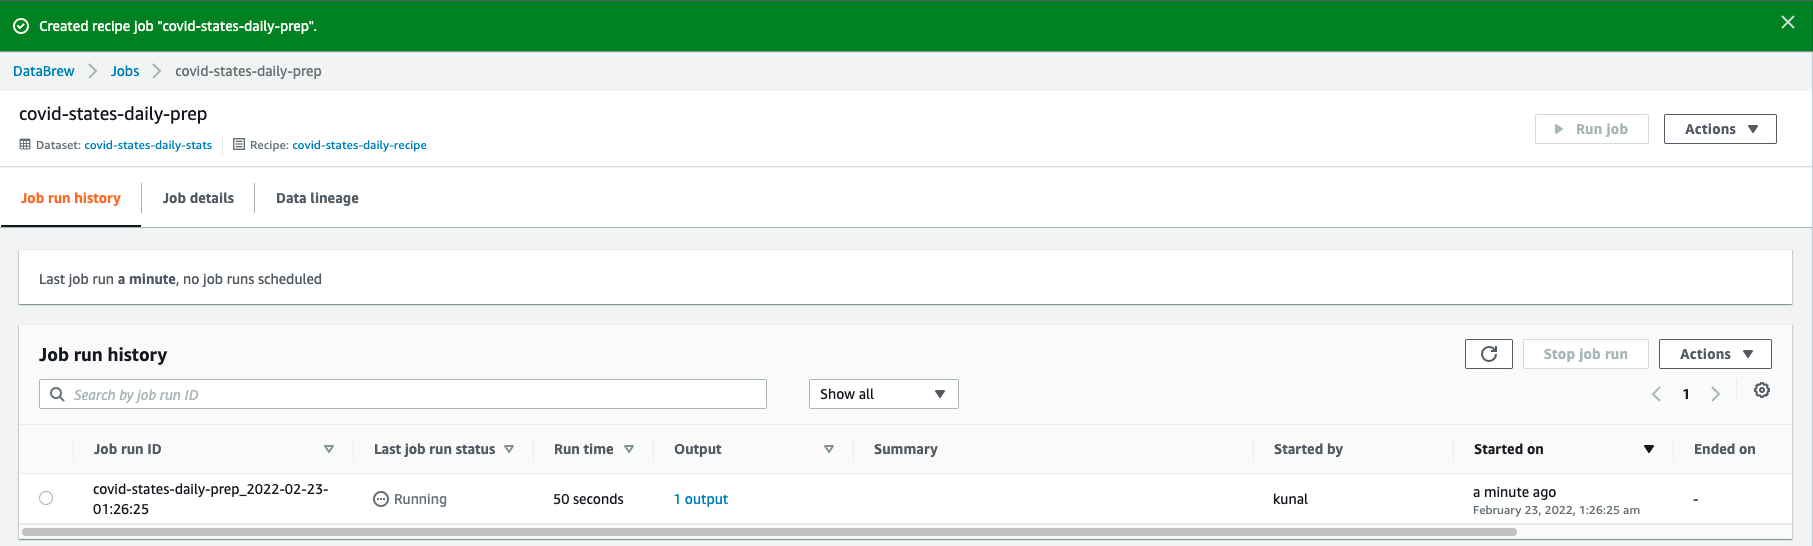 Created recipe job "covid-states-daily-prep".
DataBrew Jobs covid-states-daily-prep
covid-states-daily-prep
Run job Actions
Dataset: covid-states-daily-stats Recipe: covid-states-daily-recipe
Job run history Job details Data lineage
Last job run a minute, no job runs scheduled
Job run history Stop job run Actions
Search by job run ID Show all 1
Job run ID Last job run status Run time Output Summary Started by Started on Ended on
covid-states-daily-prep_2022-02-23-
01:26:25 Running 50 seconds 1 output kunal a minute ago -
February 23, 2022, 1:26:25 am